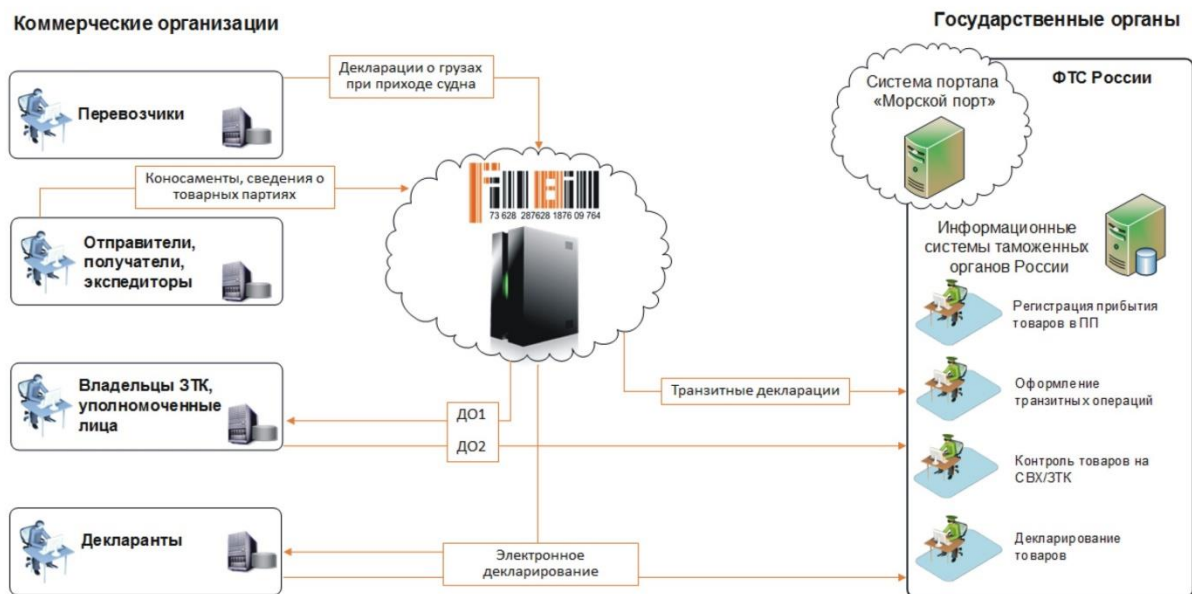 Коммерческие организации
Государственные органы
Перевозчики
Декларации о грузах
при приходе судна
Система портала
«Морской порт»
ФТС России
Коносаменты, сведения о
товарных партиях
73 628 287628 1876 09 764
Отправители,
получатели,
экспедиторы
Информационные
системы таможенных
органов России
Регистрация прибытия
товаров в ПП
Владельцы ЗТК,
уполномоченные
лица
ДО1
ДО2
Транзитные декларации
Оформление
транзитных операций
Контроль товаров на
СВХ/ЗТК
Декларанты
Электронное
декларирование
Декларирование
товаров